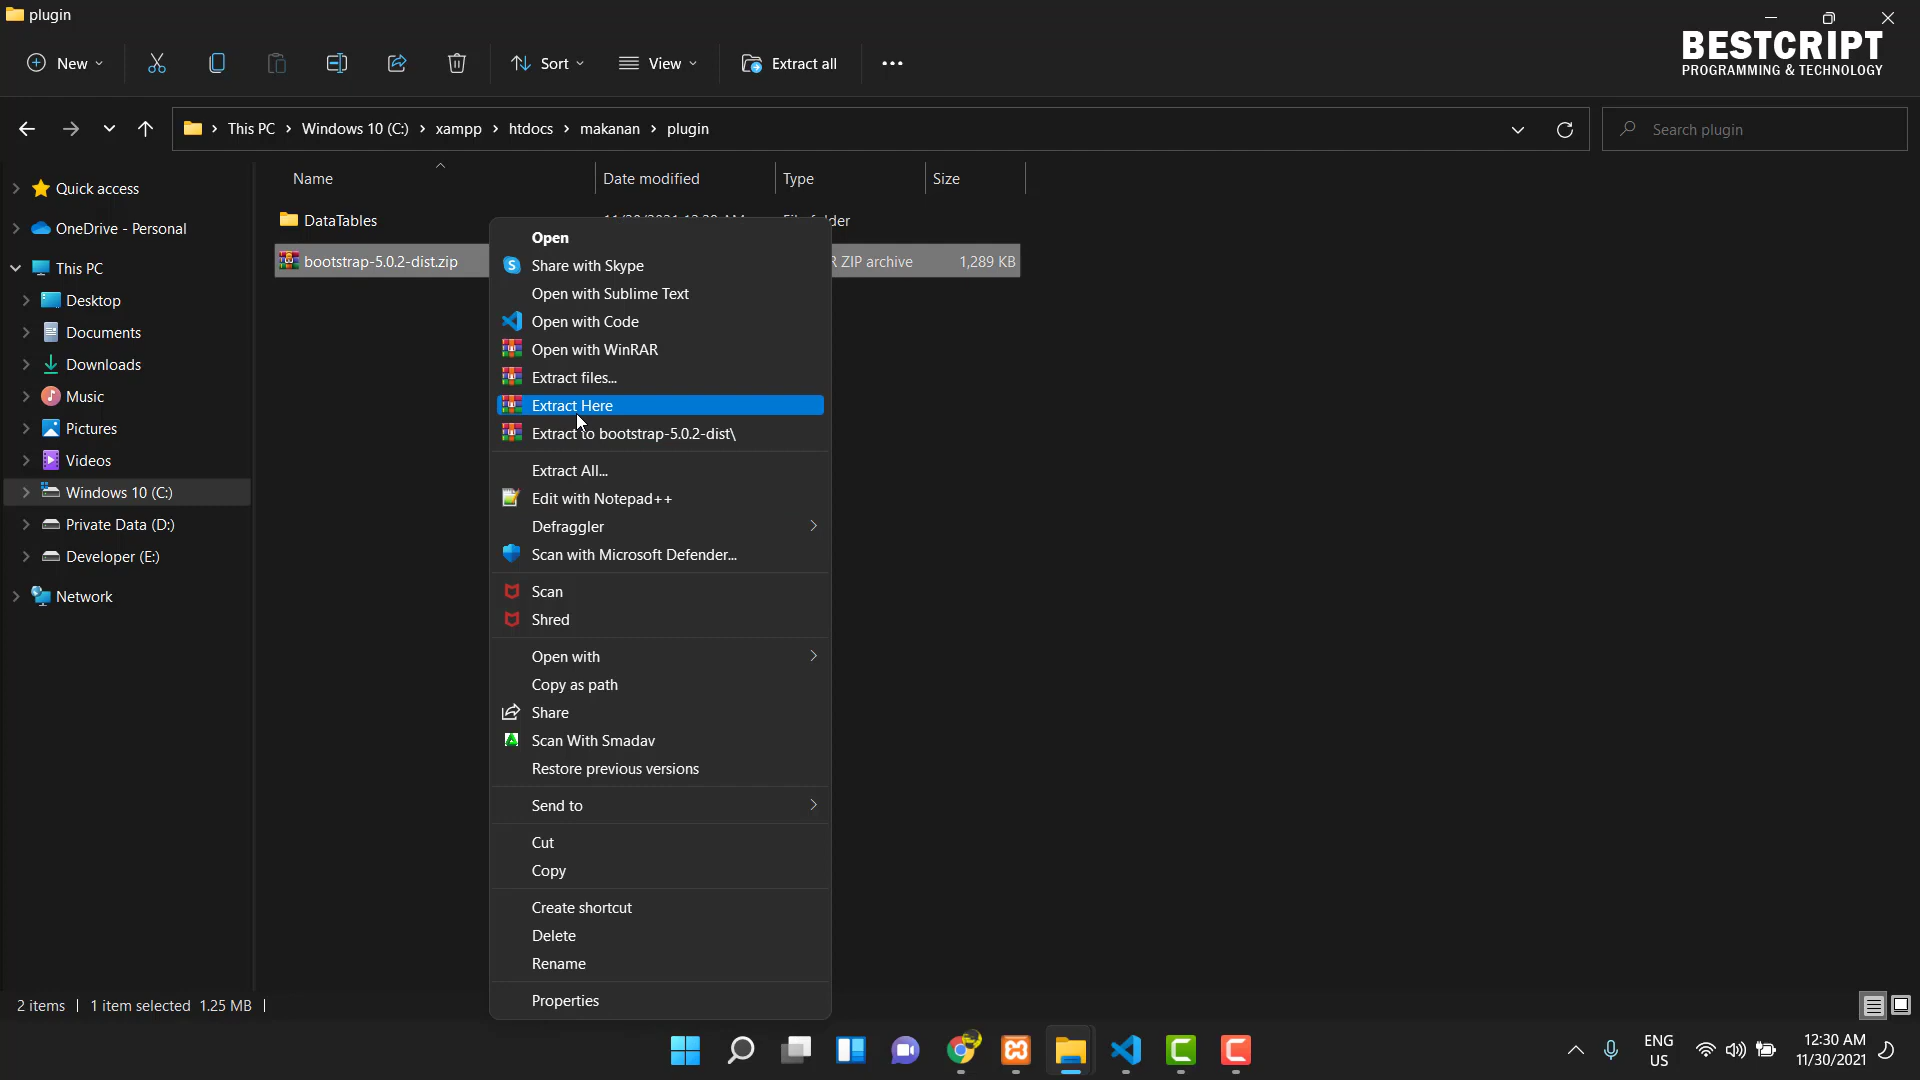 plugin
BESTCRIPT
PROGRAMMING & TECHNOLOGY
New Sort View Extract all
This PC Windows 10 (C:) xampp htdocs makanan plugin
Search plugin
Name Date modified Type Size
Quick access
OneDrive - Personal
This PC
Desktop
Documents
Downloads
Music
Pictures
Videos
Windows 10 (C:)
Private Data (D:)
Developer (E:)
Network
DataTables
bootstrap-5.0.2-dist.zip R ZIP archive 1,289 KB
Open
Share with Skype
Open with Sublime Text
Open with Code
Open with WinRAR
Extract files...
Extract Here
Extract to bootstrap-5.0.2-dist\
Extract All...
Edit with Notepad++
Defraggler
Scan with Microsoft Defender...
Scan
Shred
Open with
Copy as path
Share
Scan With Smadav
Restore previous versions
Send to
Cut
Copy
Create shortcut
Delete
Rename
Properties
2 items 1 item selected 1.25 MB
ENG
US
12:30 AM
11/30/2021